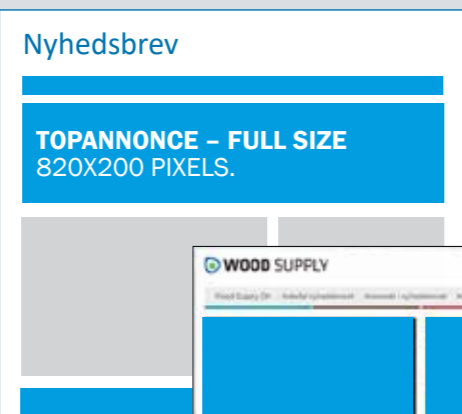 Nyhedsbrev
TOPANNONCE – FULL SIZE
820X200 PIXELS.
WOOD SUPPLY